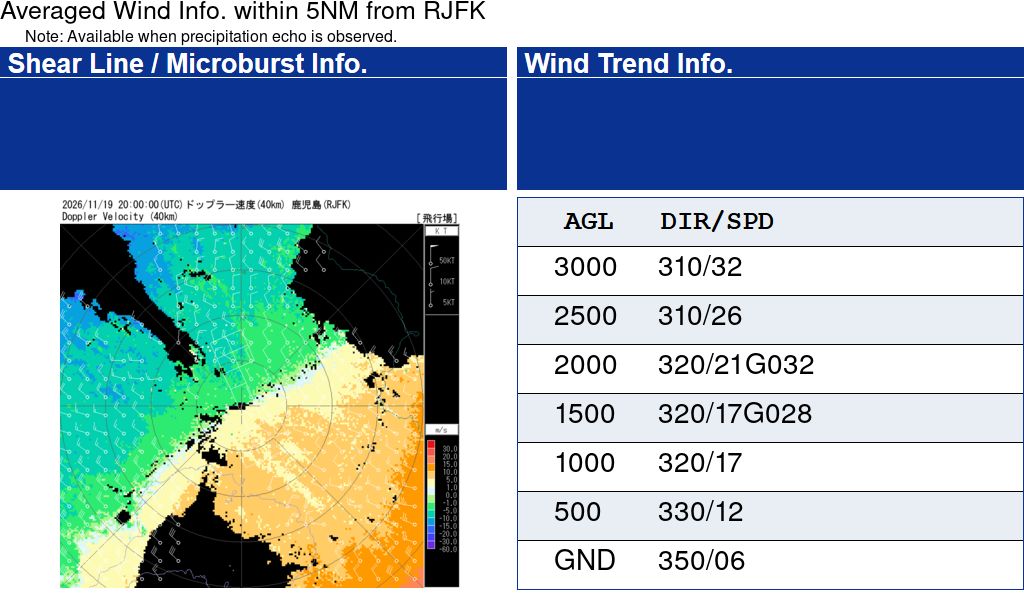 Averaged Wind Info. within 5NM from RJFK
Note: Available when precipitation echo is observed.
Shear Line / Microburst Info.
Wind Trend Info.
2026/11/19 20:00:00(UTC) ドップラー速度(40km) 鹿児島(RJFK)
Doppler Velocity (40km)
[飛行場]
K T
50KT
10KT
5KT
m/s
30.0
20.0
15.0
10.0
5.0
1.0
0.0
-1.0
-5.0
-10.0
-15.0
-20.0
-30.0
-60.0
AGL DIR/SPD
3000 310/32
2500 310/26
2000 320/21G032
1500 320/17G028
1000 320/17
500 330/12
GND 350/06